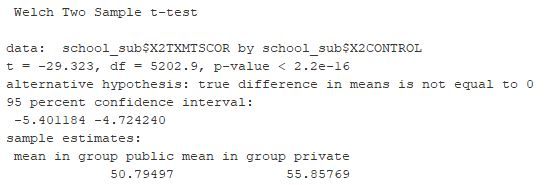 Welch Two Sample t-test
data: school_sub$X2TXMTSCOR by school_sub$X2CONTROL
t = -29.323, df = 5202.9, p-value < 2.2e-16
alternative hypothesis: true difference in means is not equal to 0
95 percent confidence interval:
-5.401184 -4.724240
sample estimates:
mean in group public mean in group private
50.79497 55.85769